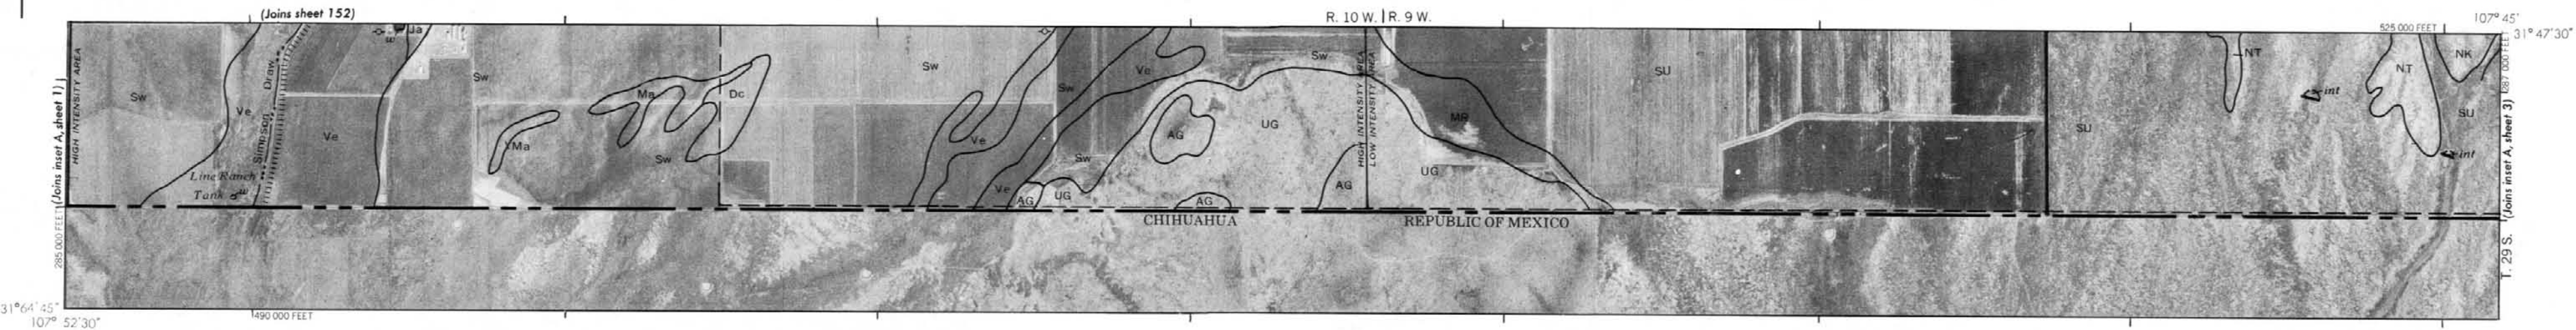 (Joins sheet 152)
R. 10 W. | R. 9 W.
525 000 FEET
107° 45'
31° 47'30"
287 000 FEET
(Joins inset A, sheet 1)
HIGH INTENSITY AREA
Sw
Ve
Simpson Draw
Ve
w
Ja
Sw
Ma
Ma
Dc
Sw
Sw
Ve
Sw
Ve
Ve
Sw
AG
UG
AG
AG
UG
Sw
HIGH INTENSITY AREA
LOW INTENSITY AREA
AG
MR
UG
SU
SU
NT
int
NT
NK
SU
int
Line Ranch
Tank
w
(Joins inset A, sheet 3)
CHIHUAHUA
REPUBLIC OF MEXICO
T. 29 S.
285 000 FEET
31°64'45"
107° 52'30"
490 000 FEET